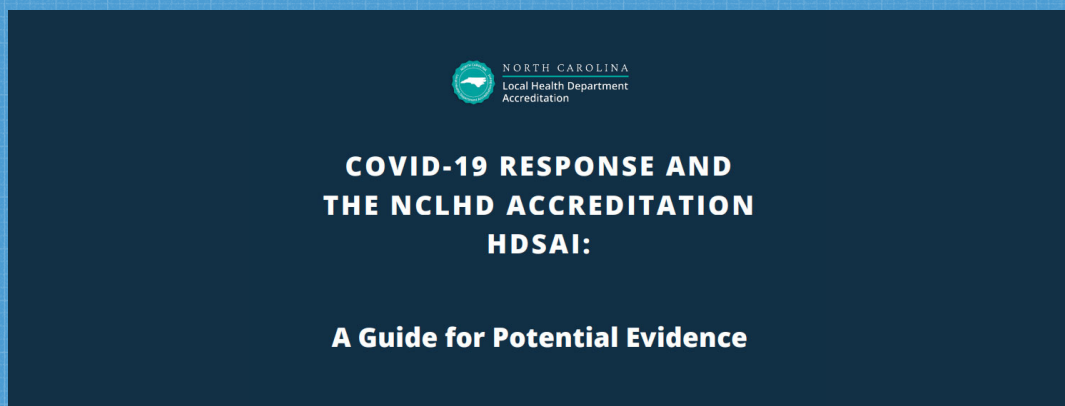 NORTH CAROLINA
Local Health Department
Accreditation
COVID-19 RESPONSE AND
THE NCLHD ACCREDITATION
HDSAI:
A Guide for Potential Evidence